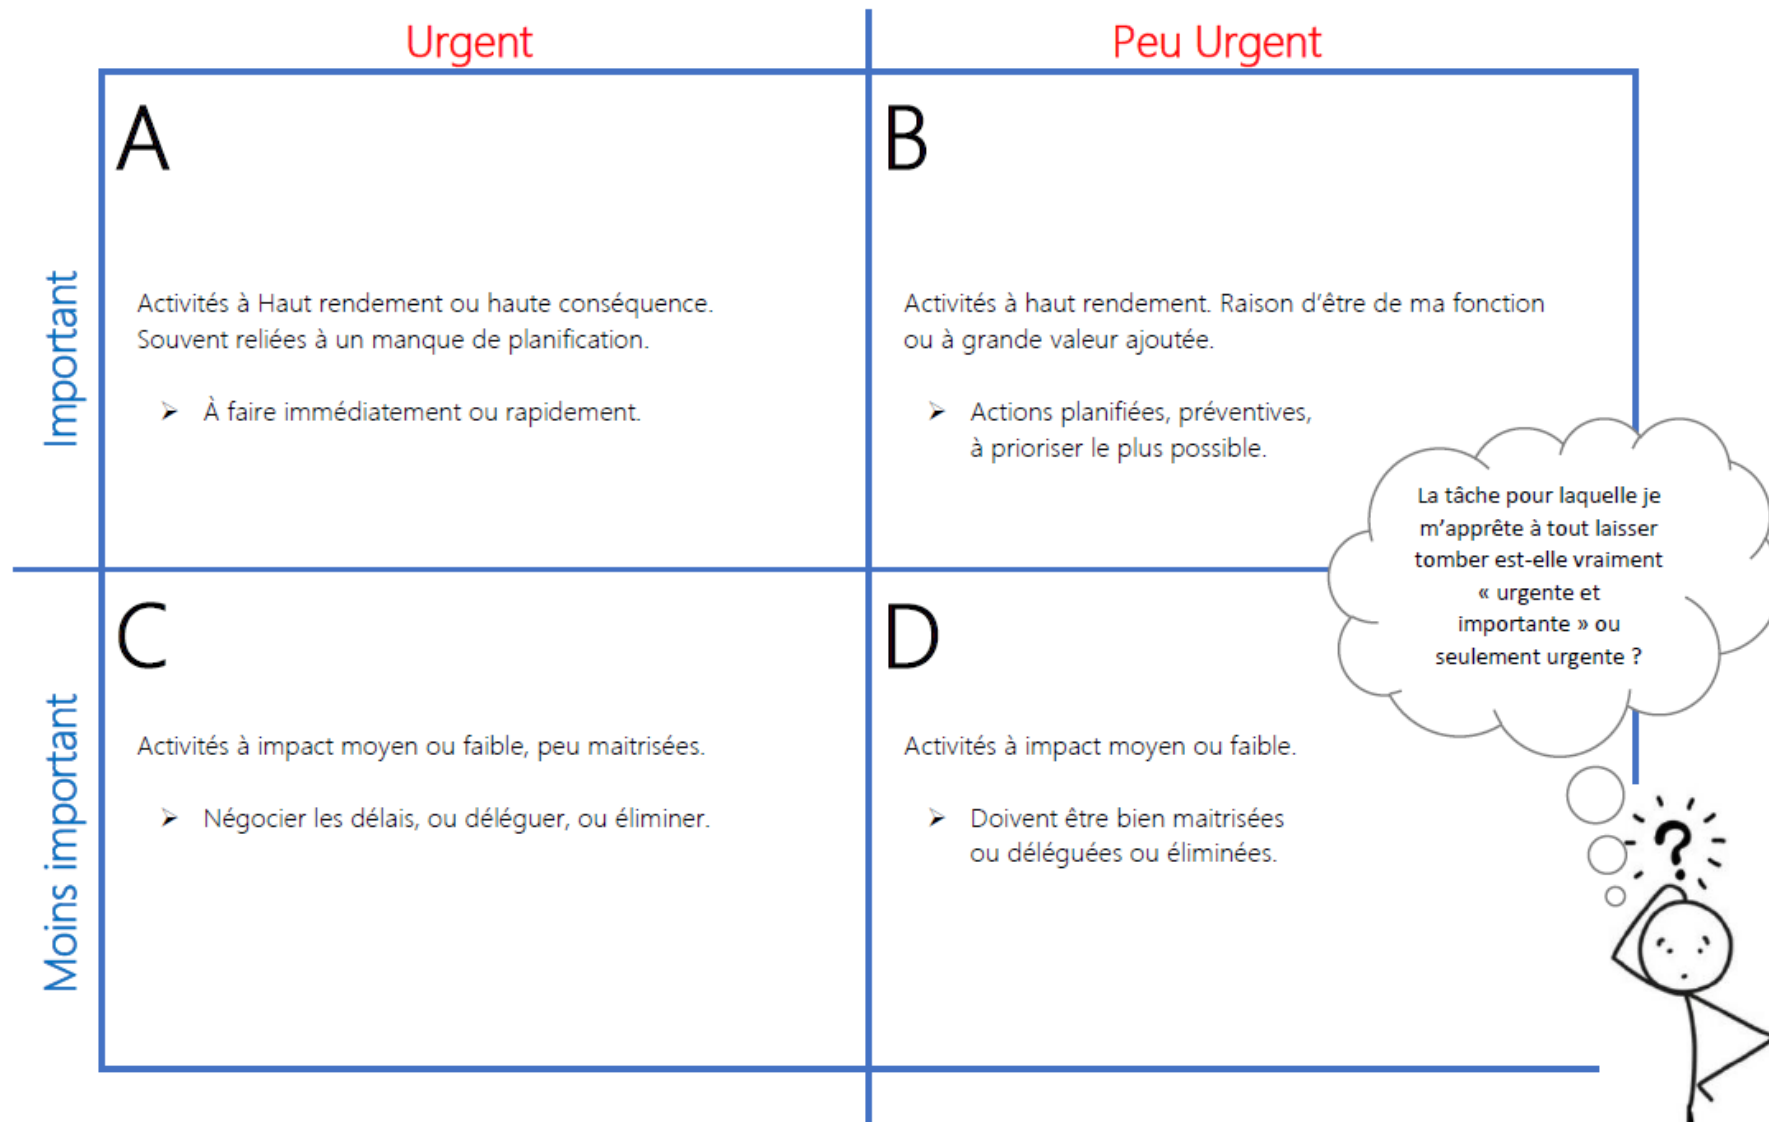 Urgent
Peu Urgent
Important
A
Activités à Haut rendement ou haute conséquence.
Souvent reliées à un manque de planification.
➢ À faire immédiatement ou rapidement.
B
Activités à haut rendement. Raison d'être de ma fonction
ou à grande valeur ajoutée.
➢ Actions planifiées, préventives,
à prioriser le plus possible.
La tâche pour laquelle je
m'apprête à tout laisser
tomber est-elle vraiment
« urgente et
importante » ou
seulement urgente ?
Moins important
C
Activités à impact moyen ou faible, peu maitrisées.
➢ Négocier les délais, ou déléguer, ou éliminer.
D
Activités à impact moyen ou faible.
➢ Doivent être bien maitrisées
ou déléguées ou éliminées.
?